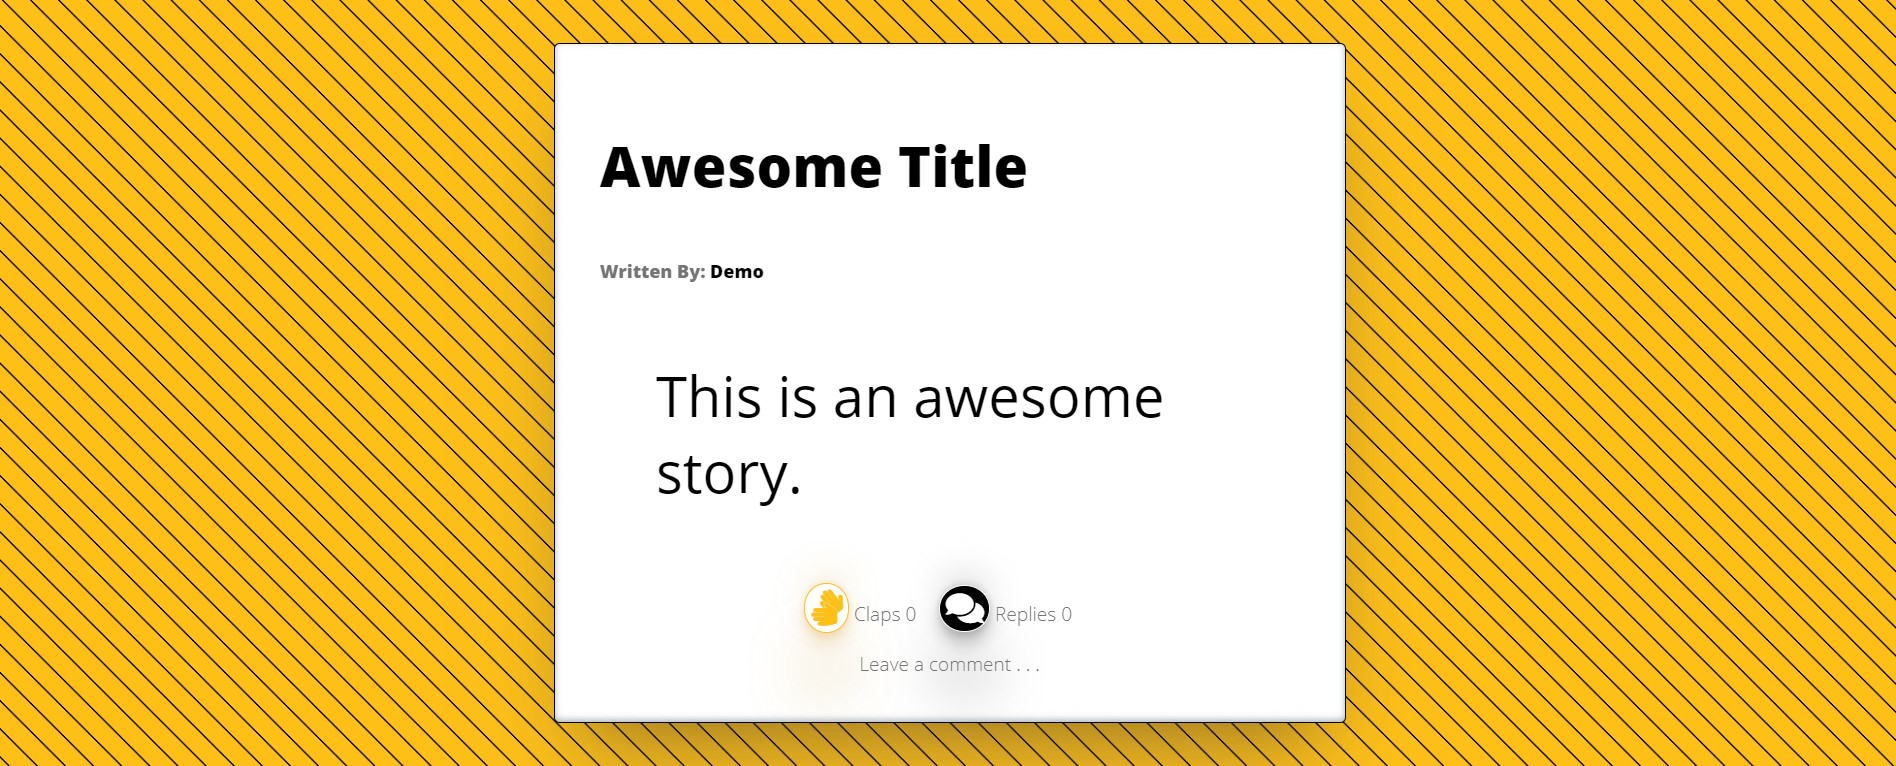 Awesome Title
Written By: Demo
This is an awesome
story.
Claps 0 Replies 0
Leave a comment . . .